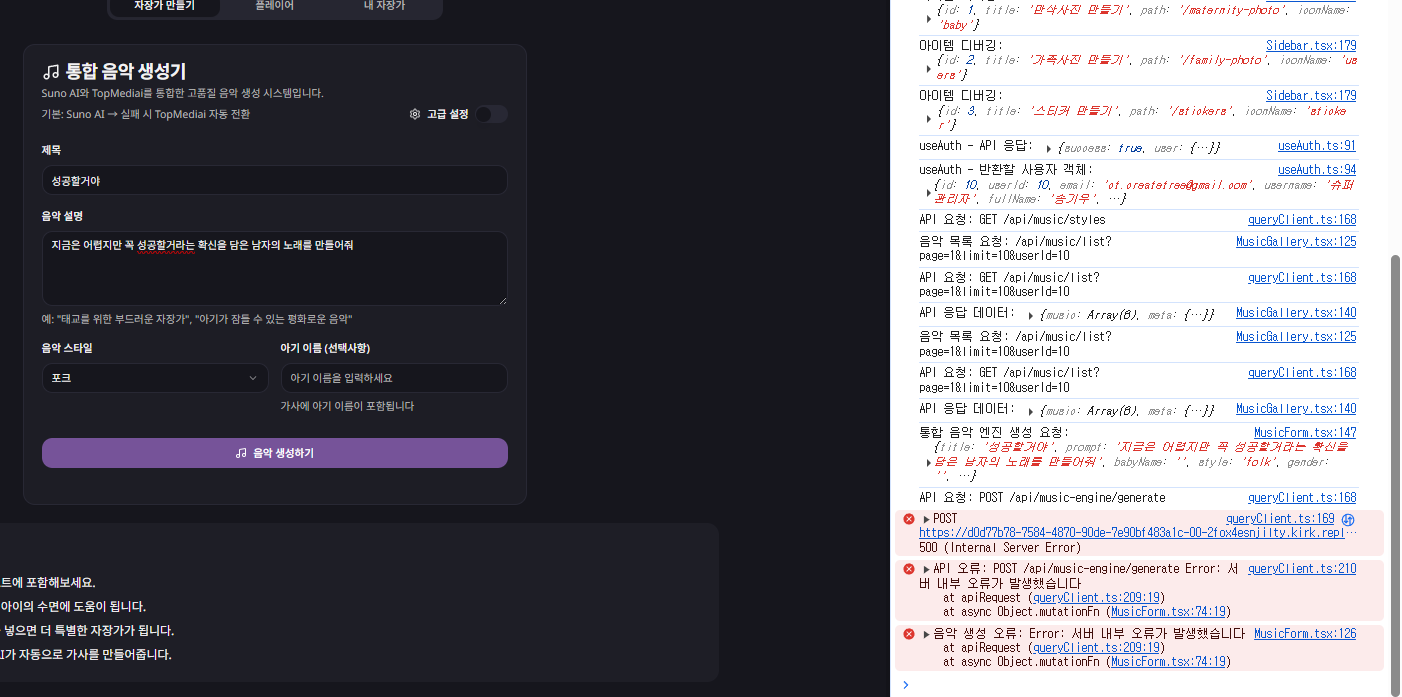 자장가 만들기
플레이어
내 자장가
통합 음악 생성기
Suno AI와 TopMediai를 통합한 고품질 음악 생성 시스템입니다.
기본: Suno AI → 실패 시 TopMediai 자동 전환
고급 설정
제목
성공할거야
음악 설명
지금은 어렵지만 꼭 성공할거라는 확신을 담은 남자의 노래를 만들어줘
예: "태교를 위한 부드러운 자장가", "아기가 잠들 수 있는 평화로운 음악"
음악 스타일
아기 이름 (선택사항)
포크
아기 이름을 입력하세요
가사에 아기 이름이 포함됩니다
음악 생성하기
트에 포함해보세요.
아이의 수면에 도움이 됩니다.
넣으면 더 특별한 자장가가 됩니다.
가 자동으로 가사를 만들어줍니다.
{id: 1, title: '만삭사진 만들기', path: '/maternity-photo', iconName:
'baby'}
아이템 디버깅: Sidebar.tsx:179
{id: 2, title: '가족사진 만들기', path: '/family-photo', iconName: 'us
ers'}
아이템 디버깅: Sidebar.tsx:179
{id: 3, title: '스티커 만들기', path: '/stickers', iconName: 'sticke
r'}
useAuth - API 응답: {success: true, user: {…}} useAuth.ts:91
useAuth - 반환할 사용자 객체: useAuth.ts:94
{id: 10, userId: 10, email: 'ct.createtree@gmail.com', username: '슈퍼
관리자', fullName: '송기우', …}
API 요청: GET /api/music/styles queryClient.ts:168
음악 목록 요청: /api/music/list? MusicGallery.tsx:125
page=1&limit=10&userId=10
API 요청: GET /api/music/list? queryClient.ts:168
page=1&limit=10&userId=10
API 응답 데이터: {music: Array(8), meta: {…}} MusicGallery.tsx:140
음악 목록 요청: /api/music/list? MusicGallery.tsx:125
page=1&limit=10&userId=10
API 요청: GET /api/music/list? queryClient.ts:168
page=1&limit=10&userId=10
API 응답 데이터: {music: Array(8), meta: {…}} MusicGallery.tsx:140
통합 음악 엔진 생성 요청: MusicForm.tsx:147
{title: '성공할거야', prompt: '지금은 어렵지만 꼭 성공할거라는 확신을
담은 남자의 노래를 만들어줘', babyName: '', style: 'folk', gender:
'', …}
API 요청: POST /api/music-engine/generate queryClient.ts:168
POST queryClient.ts:169
https://d0d77b78-7584-4870-90de-7e90bf483a1c-00-2fox4esnjilty.kirk.repl…
500 (Internal Server Error)
API 오류: POST /api/music-engine/generate Error: 서 queryClient.ts:210
버 내부 오류가 발생했습니다
at apiRequest (queryClient.ts:209:19)
at async Object.mutationFn (MusicForm.tsx:74:19)
음악 생성 오류: Error: 서버 내부 오류가 발생했습니다 MusicForm.tsx:126
at apiRequest (queryClient.ts:209:19)
at async Object.mutationFn (MusicForm.tsx:74:19)